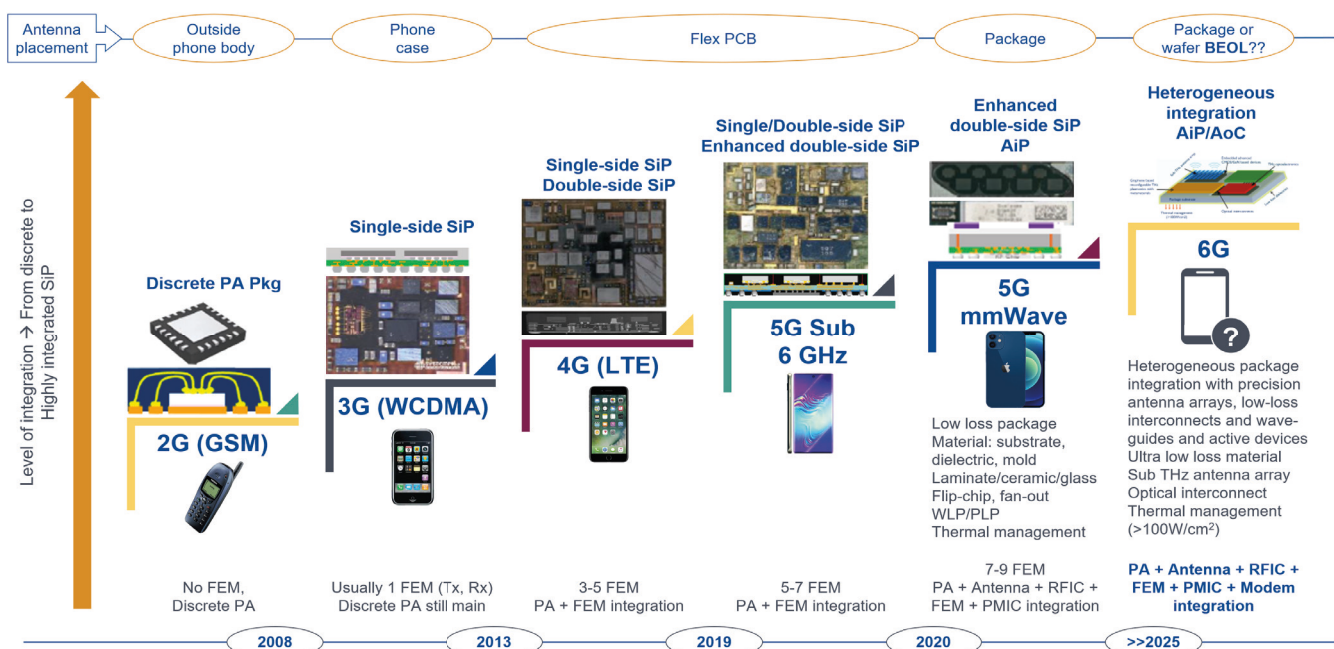 Antenna
placement
Outside
phone body
Phone
case
Flex PCB
Package
Package or
wafer BEOL??
Level of integration → From discrete to
Highly integrated SiP
Discrete PA Pkg
2G (GSM)
No FEM,
Discrete PA
Single-side SiP
3G (WCDMA)
Usually 1 FEM (Tx, Rx)
Discrete PA still main
Single-side SiP
Double-side SiP
4G (LTE)
3-5 FEM
PA + FEM integration
Single/Double-side SiP
Enhanced double-side SiP
5G Sub
6 GHz
5-7 FEM
PA + FEM integration
Enhanced
double-side SiP
AiP
5G
mmWave
Low loss package
Material: substrate,
dielectric, mold
Laminate/ceramic/glass
Flip-chip, fan-out
WLP/PLP
Thermal management
7-9 FEM
PA + Antenna + RFIC +
FEM + PMIC integration
Heterogeneous
integration
AiP/AoC
6G
?
Heterogeneous package
integration with precision
antenna arrays, low-loss
interconnects and wave-
guides and active devices
Ultra low loss material
Sub THz antenna array
Optical interconnect
Thermal management
(>100W/cm²)
PA + Antenna + RFIC +
FEM + PMIC + Modem
integration
2008
2013
2019
2020
>>2025